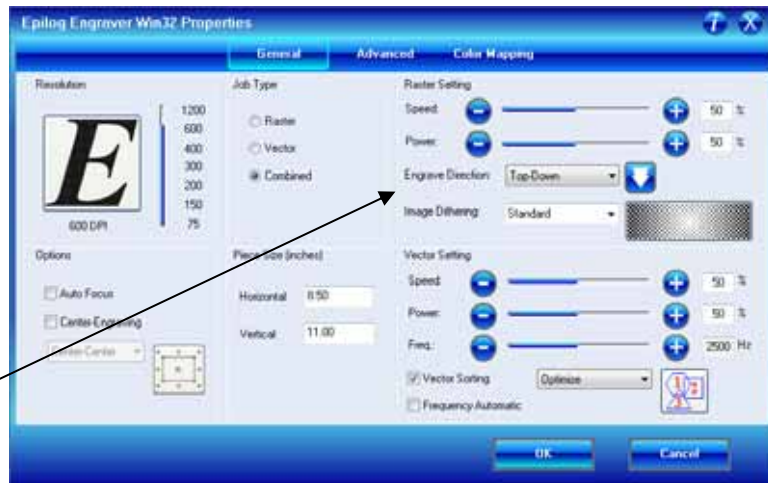 Epilog Engraver Win32 Properties
General Advanced Color Mapping
Resolution
E
1200
600
400
300
200
150
75
600 DPI
Job Type
Raster
Vector
Combined
Raster Setting
Speed: 50 %
Power: 50 %
Engrave Direction: Top-Down
Image Dithering: Standard
Options
Auto Focus
Center-Engraving
Center-Center
Piece Size (inches)
Horizontal 8.50
Vertical 11.00
Vector Setting
Speed: 50 %
Power: 50 %
Freq.: 2500 Hz
Vector Sorting Optimize
Frequency Automatic
OK Cancel